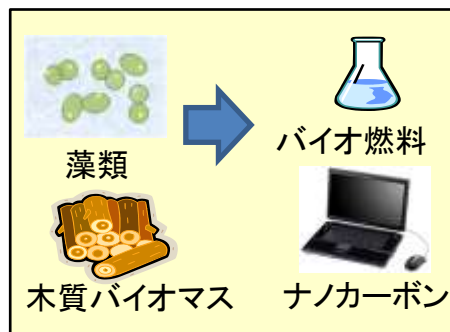 藻類
バイオ燃料
木質バイオマス
ナノカーボン